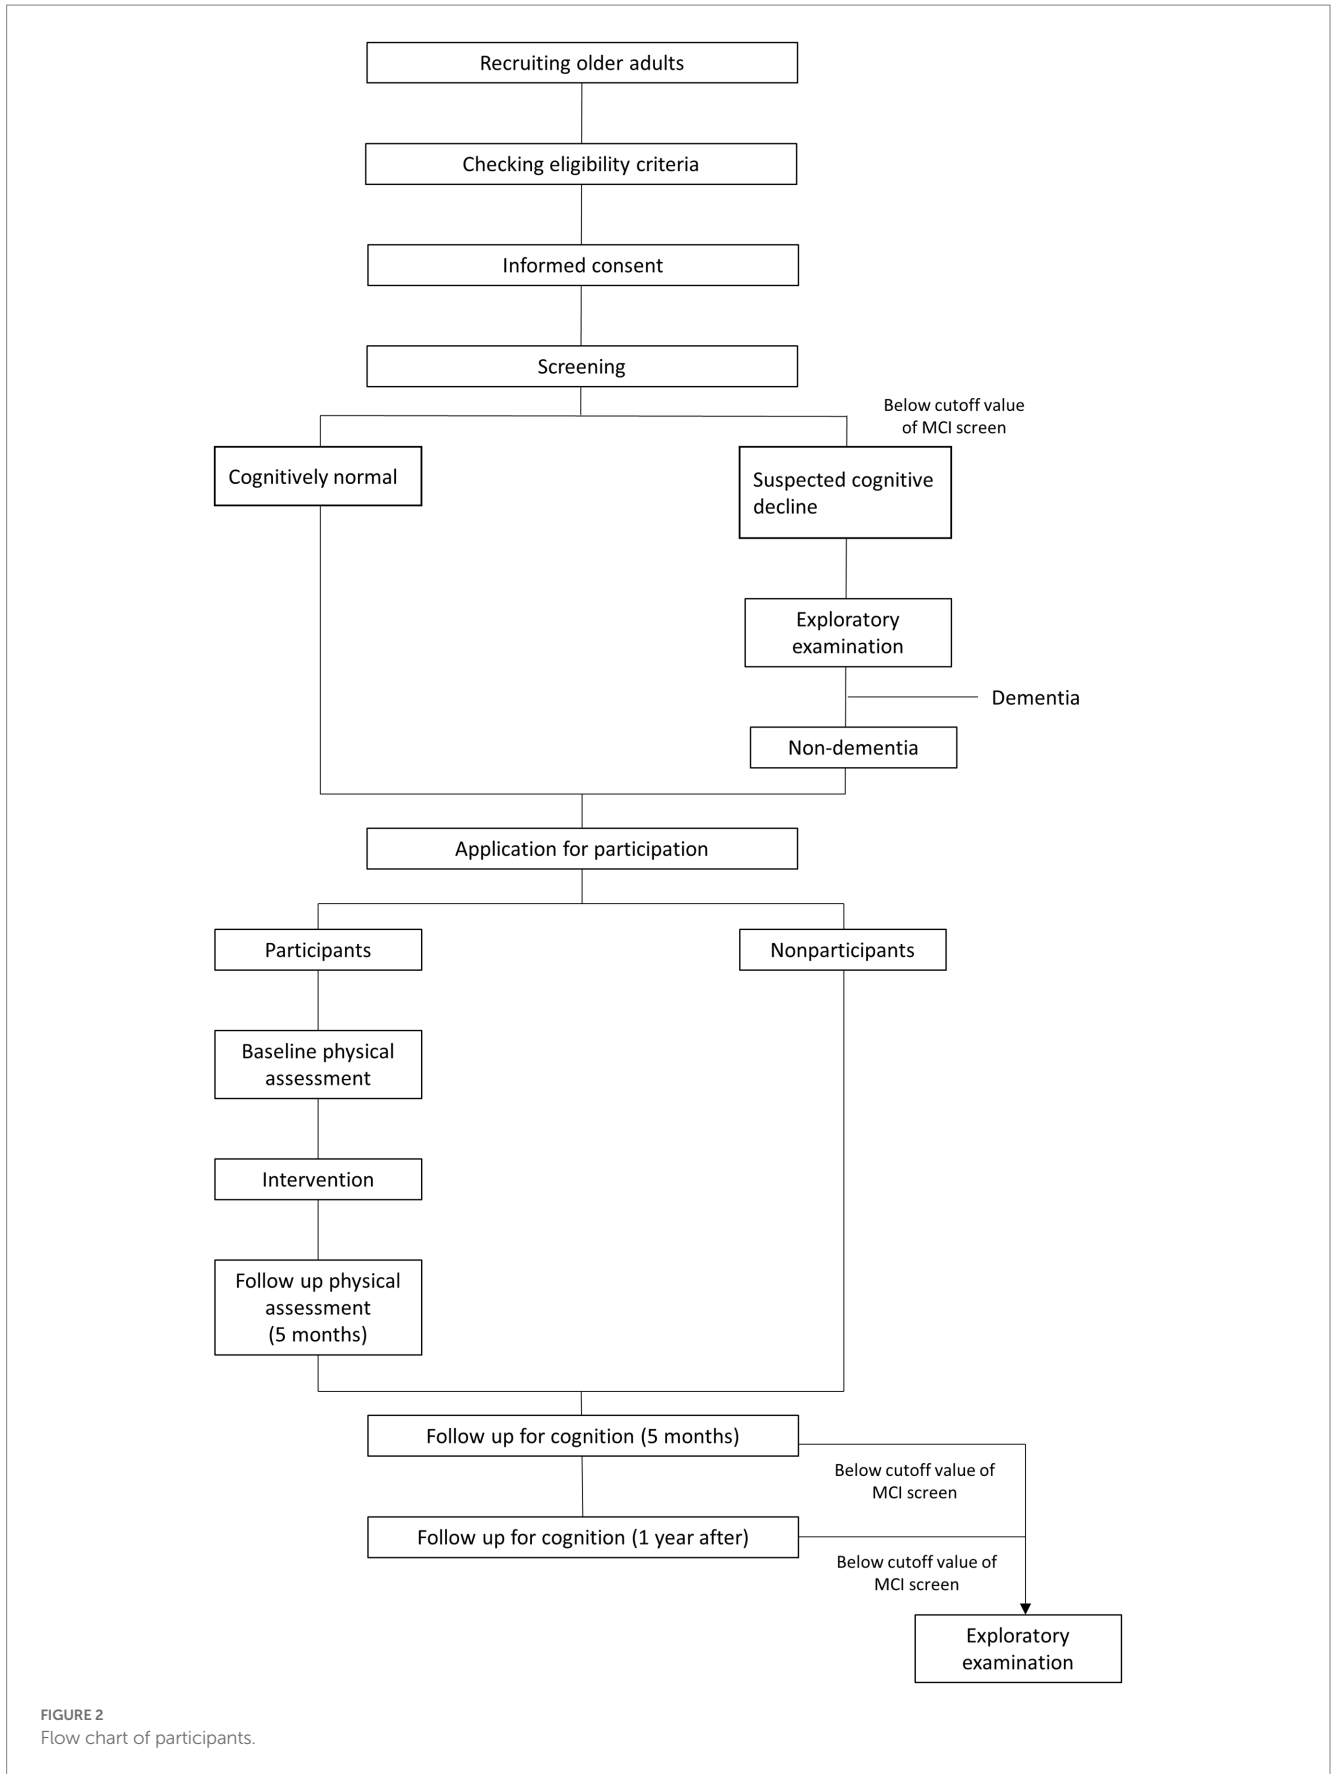 Recruiting older adults
Checking eligibility criteria
Informed consent
Screening
Below cutoff value
of MCI screen
Cognitively normal
Suspected cognitive
decline
Exploratory
examination
Dementia
Non-dementia
Application for participation
Participants
Nonparticipants
Baseline physical
assessment
Intervention
Follow up physical
assessment
(5 months)
Follow up for cognition (5 months)
Below cutoff value of
MCI screen
Follow up for cognition (1 year after)
Below cutoff value of
MCI screen
Exploratory
examination
FIGURE 2
Flow chart of participants.